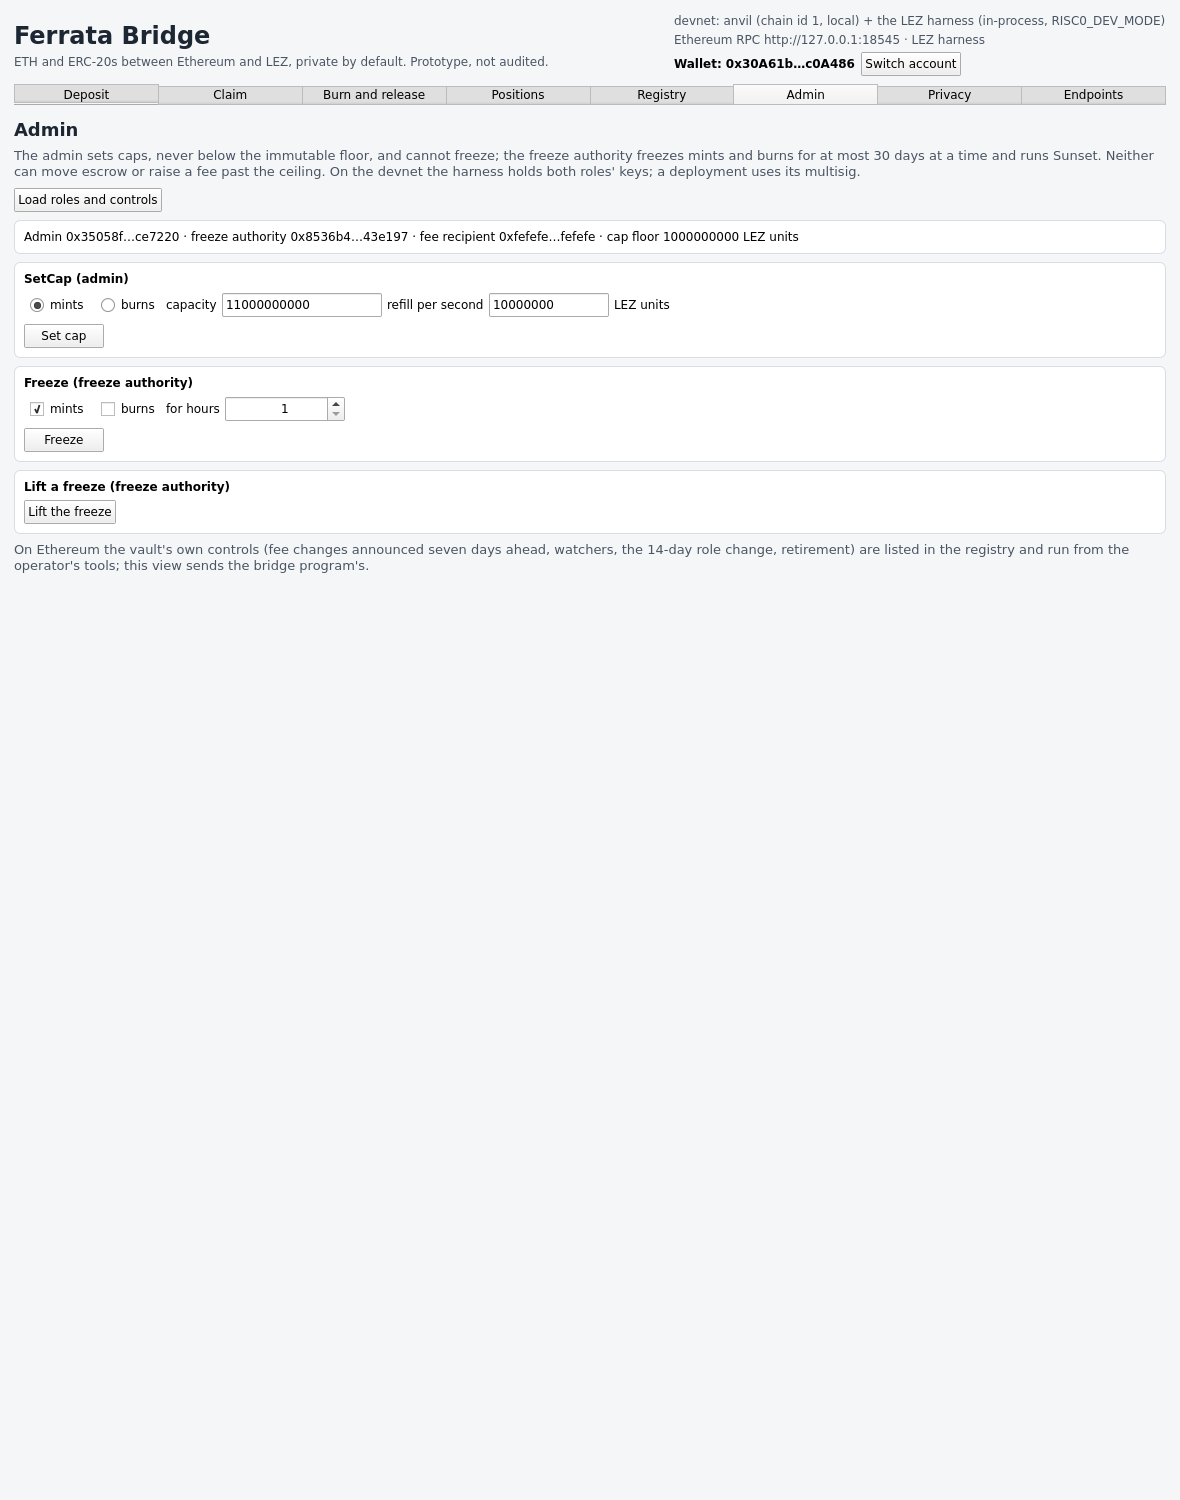 Ferrata Bridge
ETH and ERC-20s between Ethereum and LEZ, private by default. Prototype, not audited.
devnet: anvil (chain id 1, local) + the LEZ harness (in-process, RISC0_DEV_MODE)
Ethereum RPC http://127.0.0.1:18545 · LEZ harness
Wallet: 0x30A61b…c0A486 Switch account
Deposit Claim Burn and release Positions Registry Admin Privacy Endpoints
Admin
The admin sets caps, never below the immutable floor, and cannot freeze; the freeze authority freezes mints and burns for at most 30 days at a time and runs Sunset. Neither
can move escrow or raise a fee past the ceiling. On the devnet the harness holds both roles' keys; a deployment uses its multisig.
Load roles and controls
Admin 0x35058f…ce7220 · freeze authority 0x8536b4…43e197 · fee recipient 0xfefefe…fefefe · cap floor 1000000000 LEZ units
SetCap (admin)
mints burns capacity 11000000000 refill per second 10000000 LEZ units
Set cap
Freeze (freeze authority)
mints burns for hours 1
Freeze
Lift a freeze (freeze authority)
Lift the freeze
On Ethereum the vault's own controls (fee changes announced seven days ahead, watchers, the 14-day role change, retirement) are listed in the registry and run from the
operator's tools; this view sends the bridge program's.